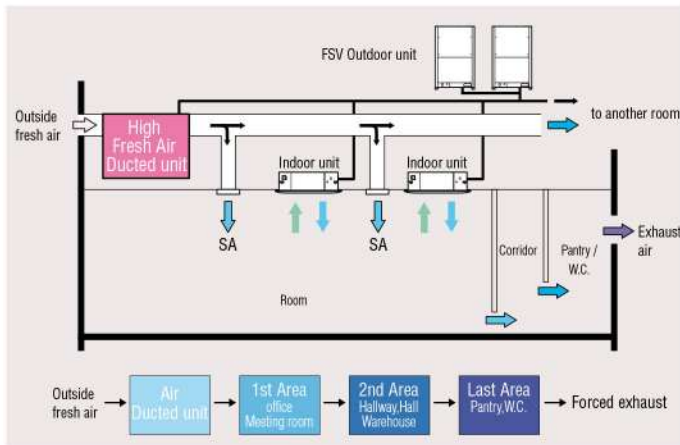 FSV Outdoor unit
Outside
fresh air
High
Fresh Air
Ducted unit
to another room
Indoor unit
Indoor unit
SA
SA
Corridor
Pantry /
W.C.
Exhaust
air
Room
Outside
fresh air
Air
Ducted unit
1st Area
office
Mesting room
2nd Area
Hallway,Hall
Warehouse
Last Area
Pantry,W.C.
Forced exhaust